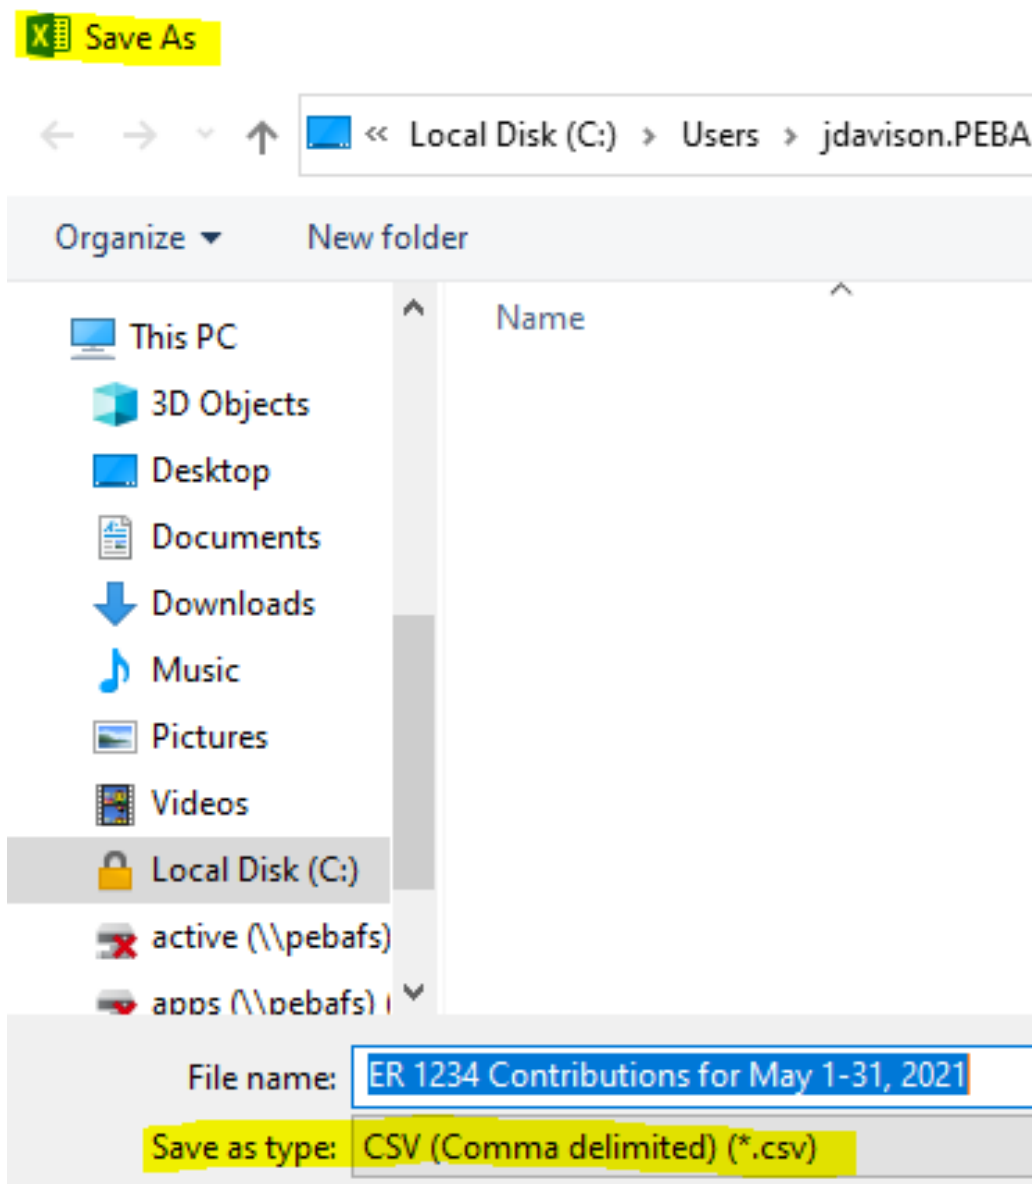 Save As
« Local Disk (C:) › Users › jdavison.PEBA
Organize New folder
Name
This PC
3D Objects
Desktop
Documents
Downloads
Music
Pictures
Videos
Local Disk (C:)
active (\\pebafs)
apps (\\pebafs) (
File name: ER 1234 Contributions for May 1-31, 2021
Save as type: CSV (Comma delimited) (*.csv)